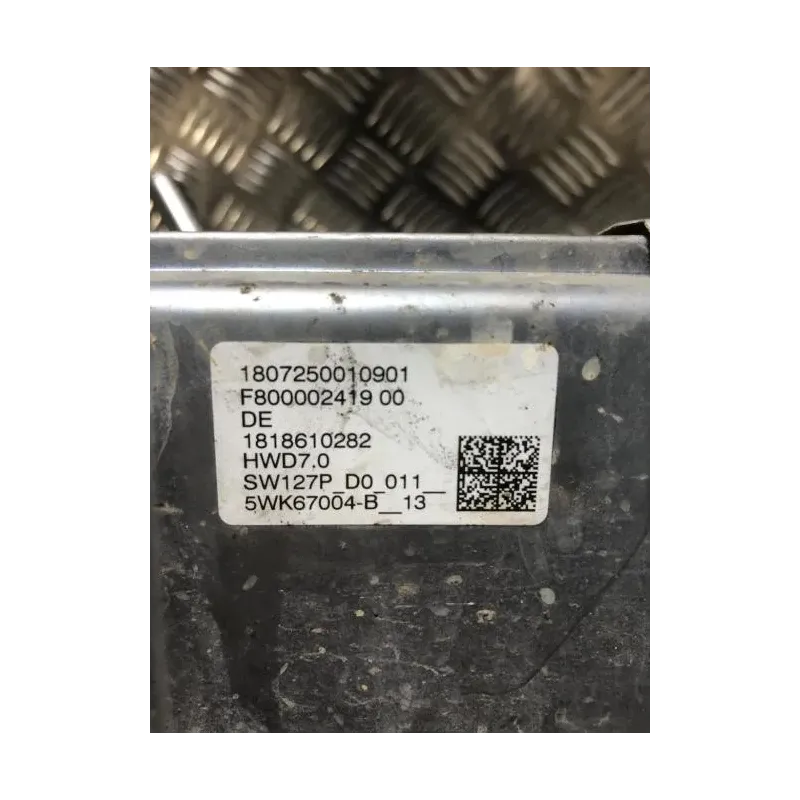 1807250010901
F800002419 00
DE
1818610282
HWD7.0
SW127P_D0_011__
5WK67004-B__13